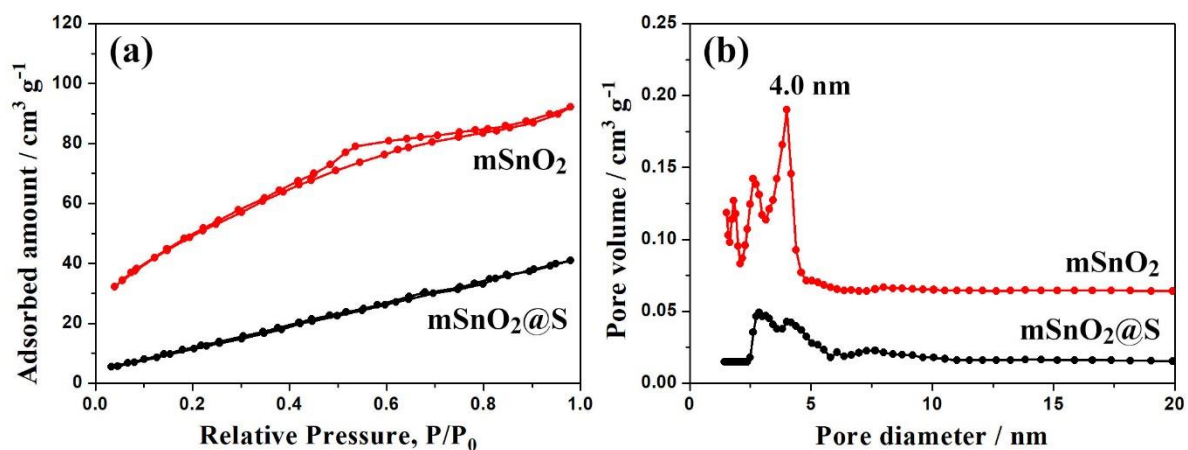 (a)
120
100
80
60
40
20
0
Adsorbed amount / cm³ g⁻¹
mSnO₂
mSnO₂@S
0.0 0.2 0.4 0.6 0.8 1.0
Relative Pressure, P/P₀
(b)
4.0 nm
0.25
0.20
0.15
0.10
0.05
0.00
Pore volume / cm³ g⁻¹
mSnO₂
mSnO₂@S
0 5 10 15 20
Pore diameter / nm